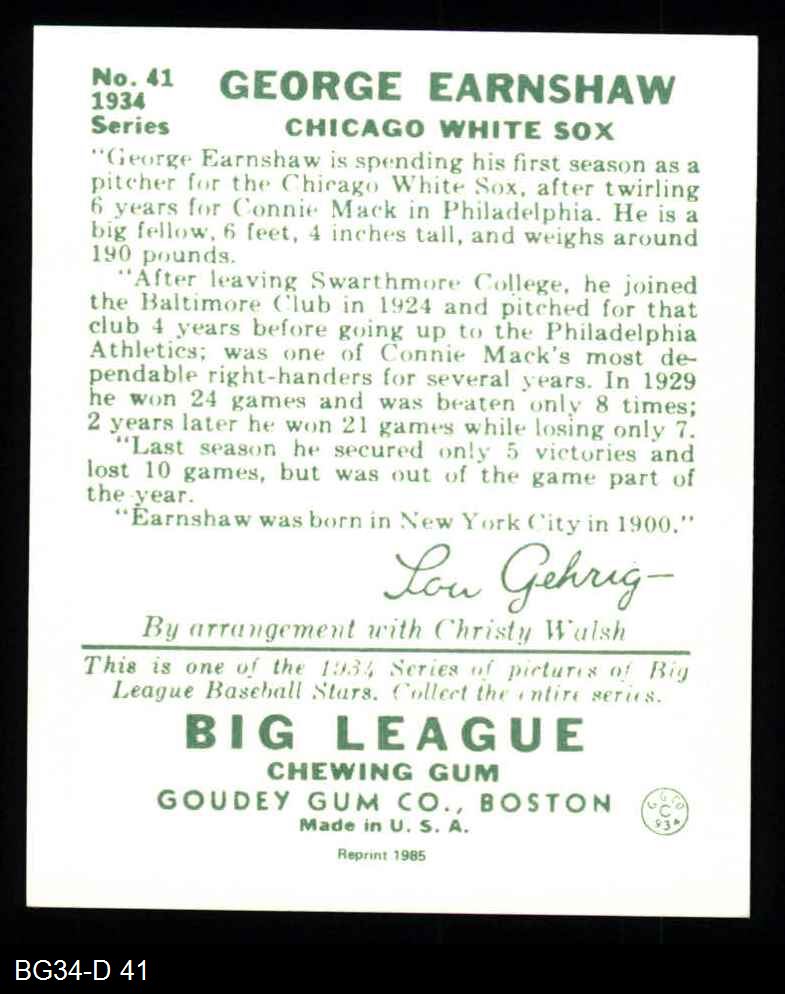 No. 41
1934
Series
GEORGE EARNSHAW
CHICAGO WHITE SOX
"George Earnshaw is spending his first season as a
pitcher for the Chicago White Sox, after twirling
6 years for Connie Mack in Philadelphia. He is a
big fellow, 6 feet, 4 inches tall, and weighs around
190 pounds.
"After leaving Swarthmore College, he joined
the Baltimore Club in 1924 and pitched for that
club 4 years before going up to the Philadelphia
Athletics; was one of Connie Mack's most de-
pendable right-handers for several years. In 1929
he won 24 games and was beaten only 8 times;
2 years later he won 21 games while losing only 7.
"Last season he secured only 5 victories and
lost 10 games, but was out of the game part of
the year.
"Earnshaw was born in New York City in 1900."
Lou Gehrig—
By arrangement with Christy Walsh
This is one of the 1934 Series of pictures of Big
League Baseball Stars. Collect the entire series.
BIG LEAGUE
CHEWING GUM
GOUDEY GUM CO., BOSTON
Made in U. S. A.
G.G.CO
C
934
Reprint 1985
BG34-D 41